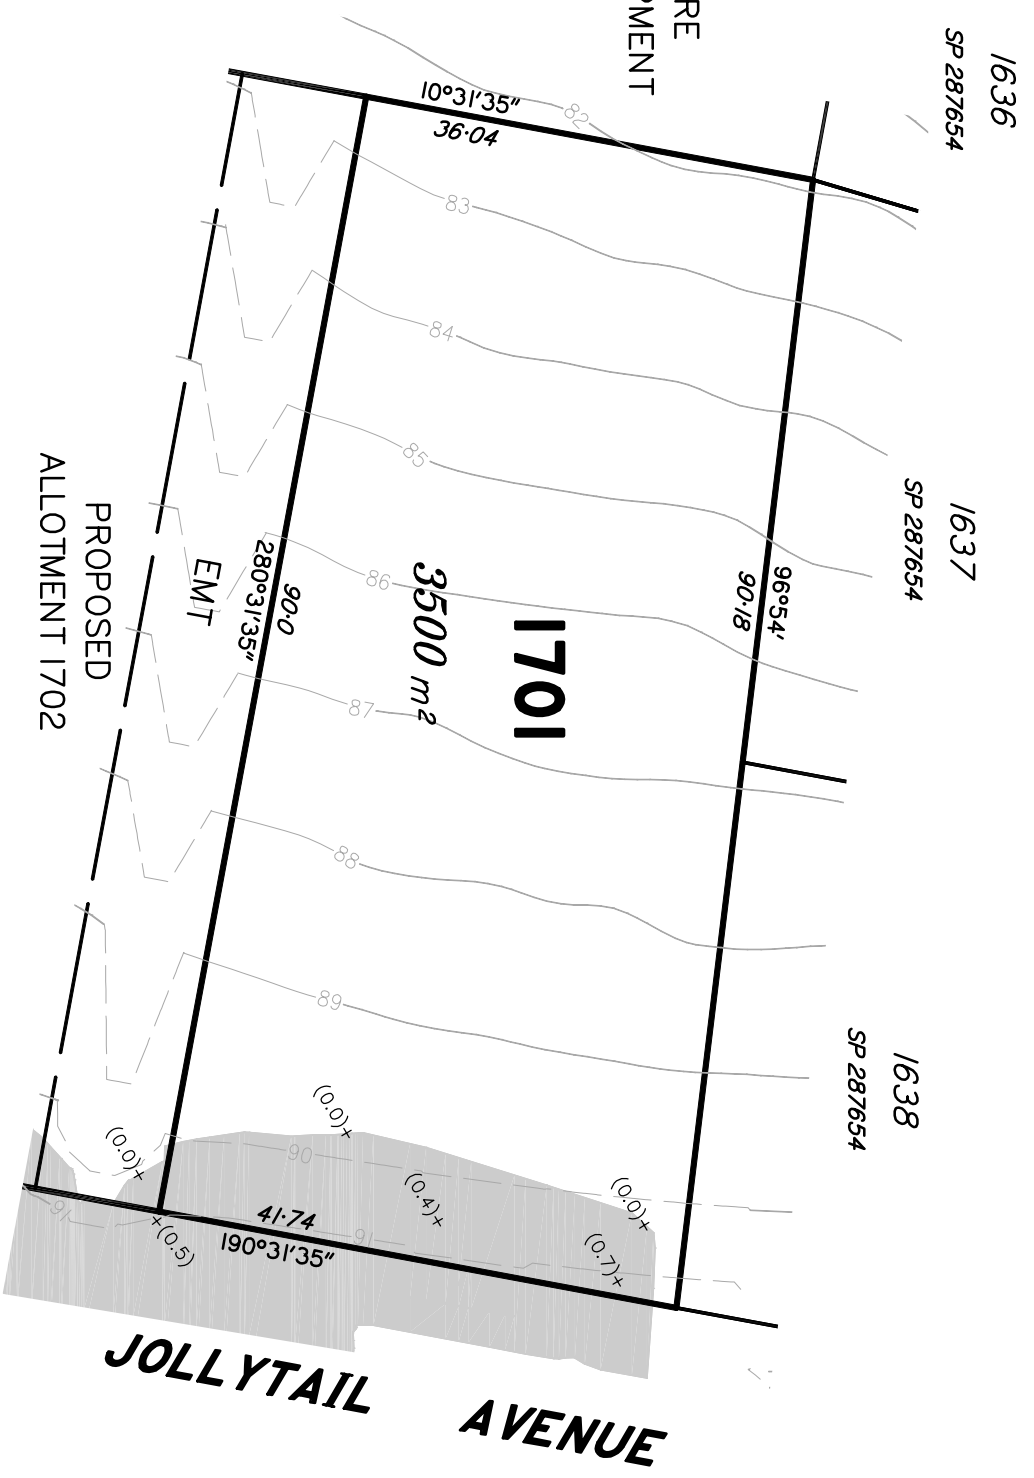 RE
PMENT
1636
SP 287654
10°31'35"
36·04
82
83
84
85
86
87
88
89
90
91
91
1637
SP 287654
96°54'
90·18
1701
3500 m²
90·0
280°31'35"
EMT
PROPOSED
ALLOTMENT 1702
1638
SP 287654
(0.0)+
(0.0)+
(0.4)+
(0.0)+
(0.7)+
+(0.5)
41·74
190°31'35"
JOLLYTAIL AVENUE